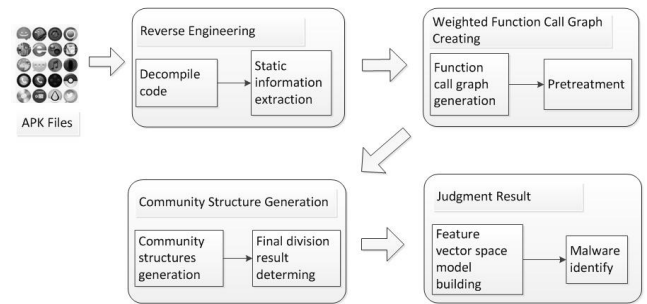 APK Files
Reverse Engineering
Decompile
code
Static
information
extraction
Weighted Function Call Graph
Creating
Function
call graph
generation
Pretreatment
Community Structure Generation
Community
structures
generation
Final division
result
determing
Judgment Result
Feature
vector space
model
building
Malware
identify